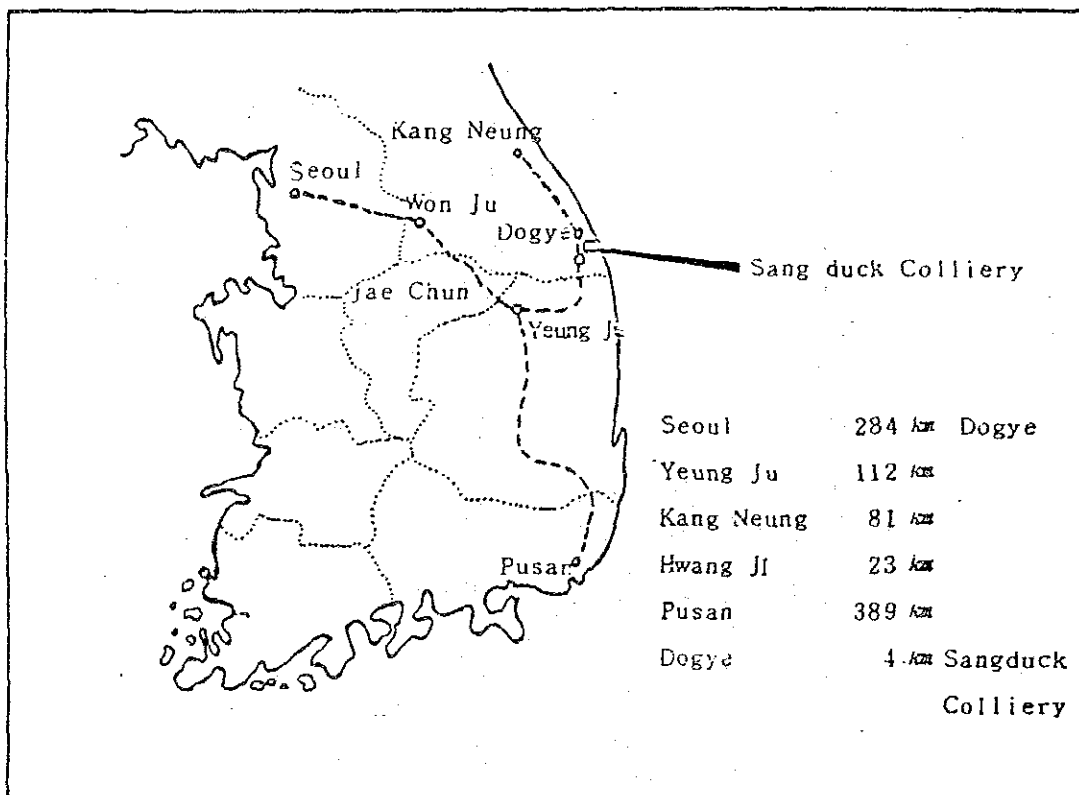 Kang Neung
Seoul
Won Ju
Dogye
Sang duck Colliery
Jae Chun
Yeung Ju
Seoul 284 km Dogye
Yeung Ju 112 km
Kang Neung 81 km
Hwang JI 23 km
Pusan 389 km
Pusan
Dogye 4 km Sangduck
Colliery